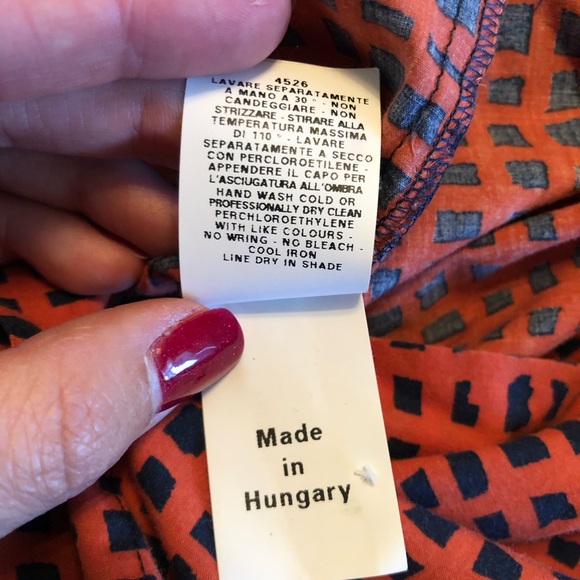 4526
LAVARE SEPARATAMENTE
A MANO A 30° - NON
CANDEGGIARE - NON
STRIZZARE - STIRARE ALLA
TEMPERATURA MASSIMA
DI 110° - LAVARE
SEPARATAMENTE A SECCO
CON PERCLOROETILENE -
APPENDERE IL CAPO PER
L'ASCIUGATURA ALL'OMBRA
HAND WASH COLD OR
PROFESSIONALLY DRY CLEAN
PERCHLOROETHYLENE
WITH LIKE COLOURS -
NO WRING - NO BLEACH -
COOL IRON
LINE DRY IN SHADE
Made
in
Hungary